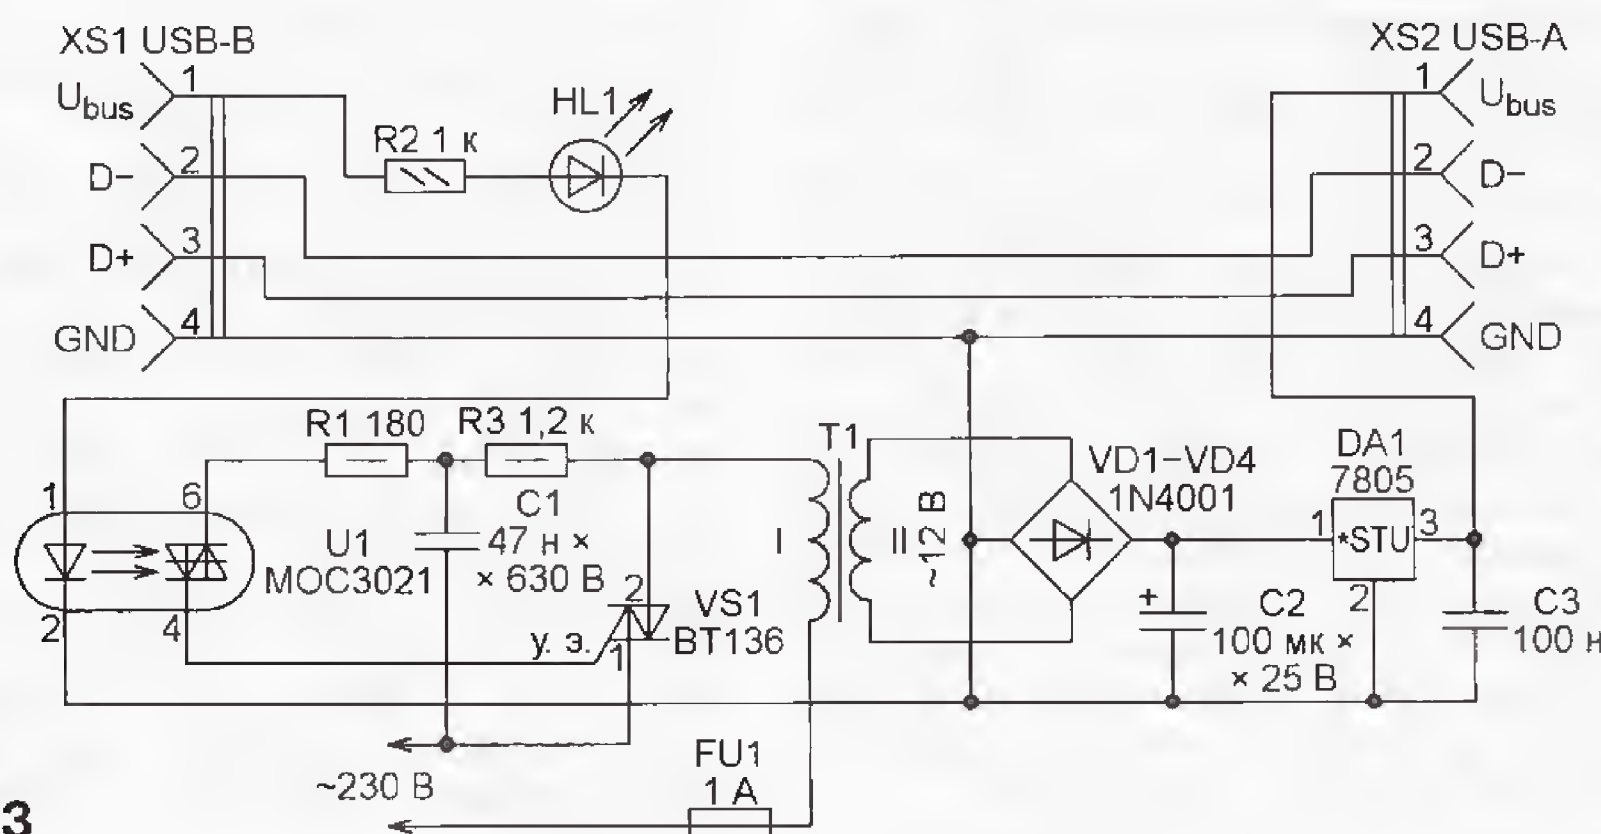 XS1 USB-B
XS2 USB-A
1
Ubus
HL1
1
Ubus
R2 1 к
2
D−
2
D−
3
D+
3
D+
4
GND
4
GND
R1 180
R3 1,2 к
T1
DA1
7805
VD1−VD4
1N4001
1
6
C1
47 н ×
× 630 В
U1
MOC3021
I
II
~12 В
1
*STU
3
2
2
4
2
VS1
BT136
у. э.
1
+
C2
100 мк ×
× 25 В
C3
100 н
FU1
1 А
~230 В
3